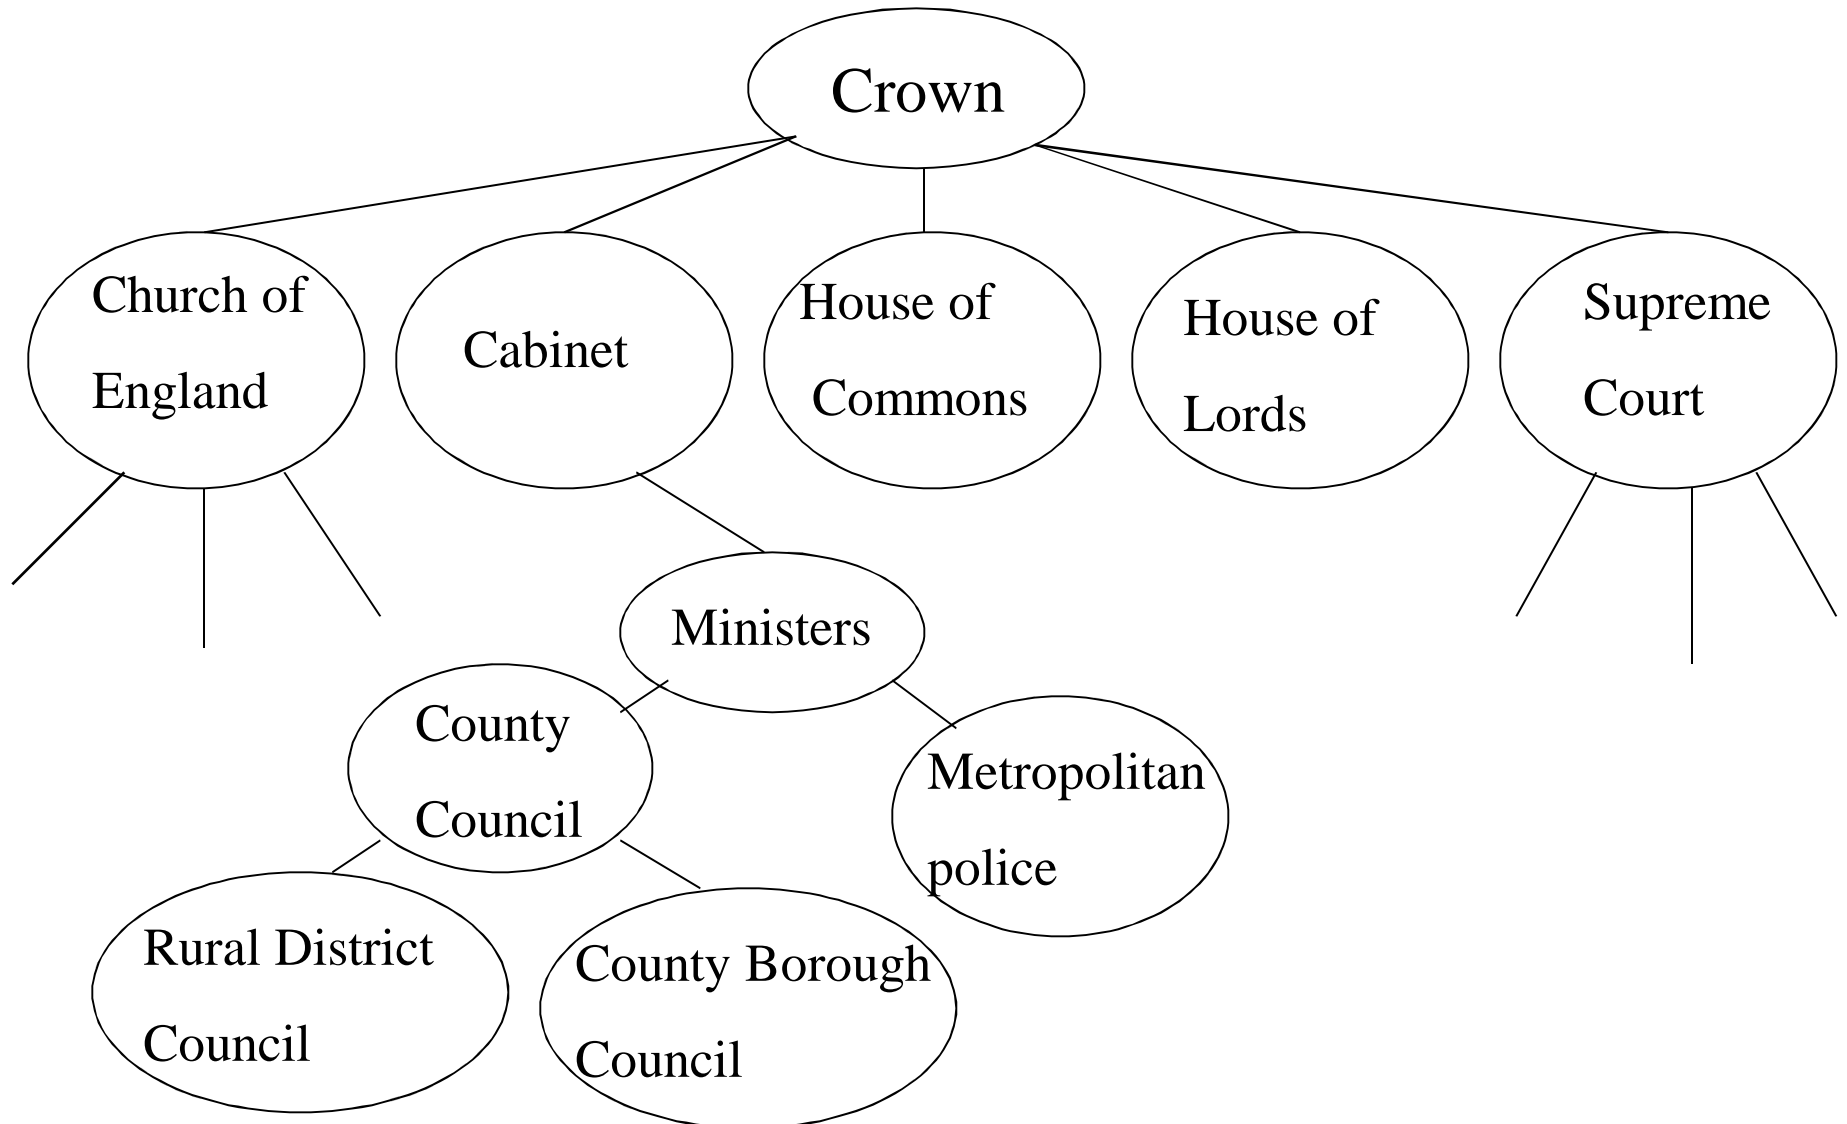 Crown
Church of
England
Cabinet
House of
Commons
House of
Lords
Supreme
Court
Ministers
County
Council
Metropolitan
police
Rural District
Council
County Borough
Council